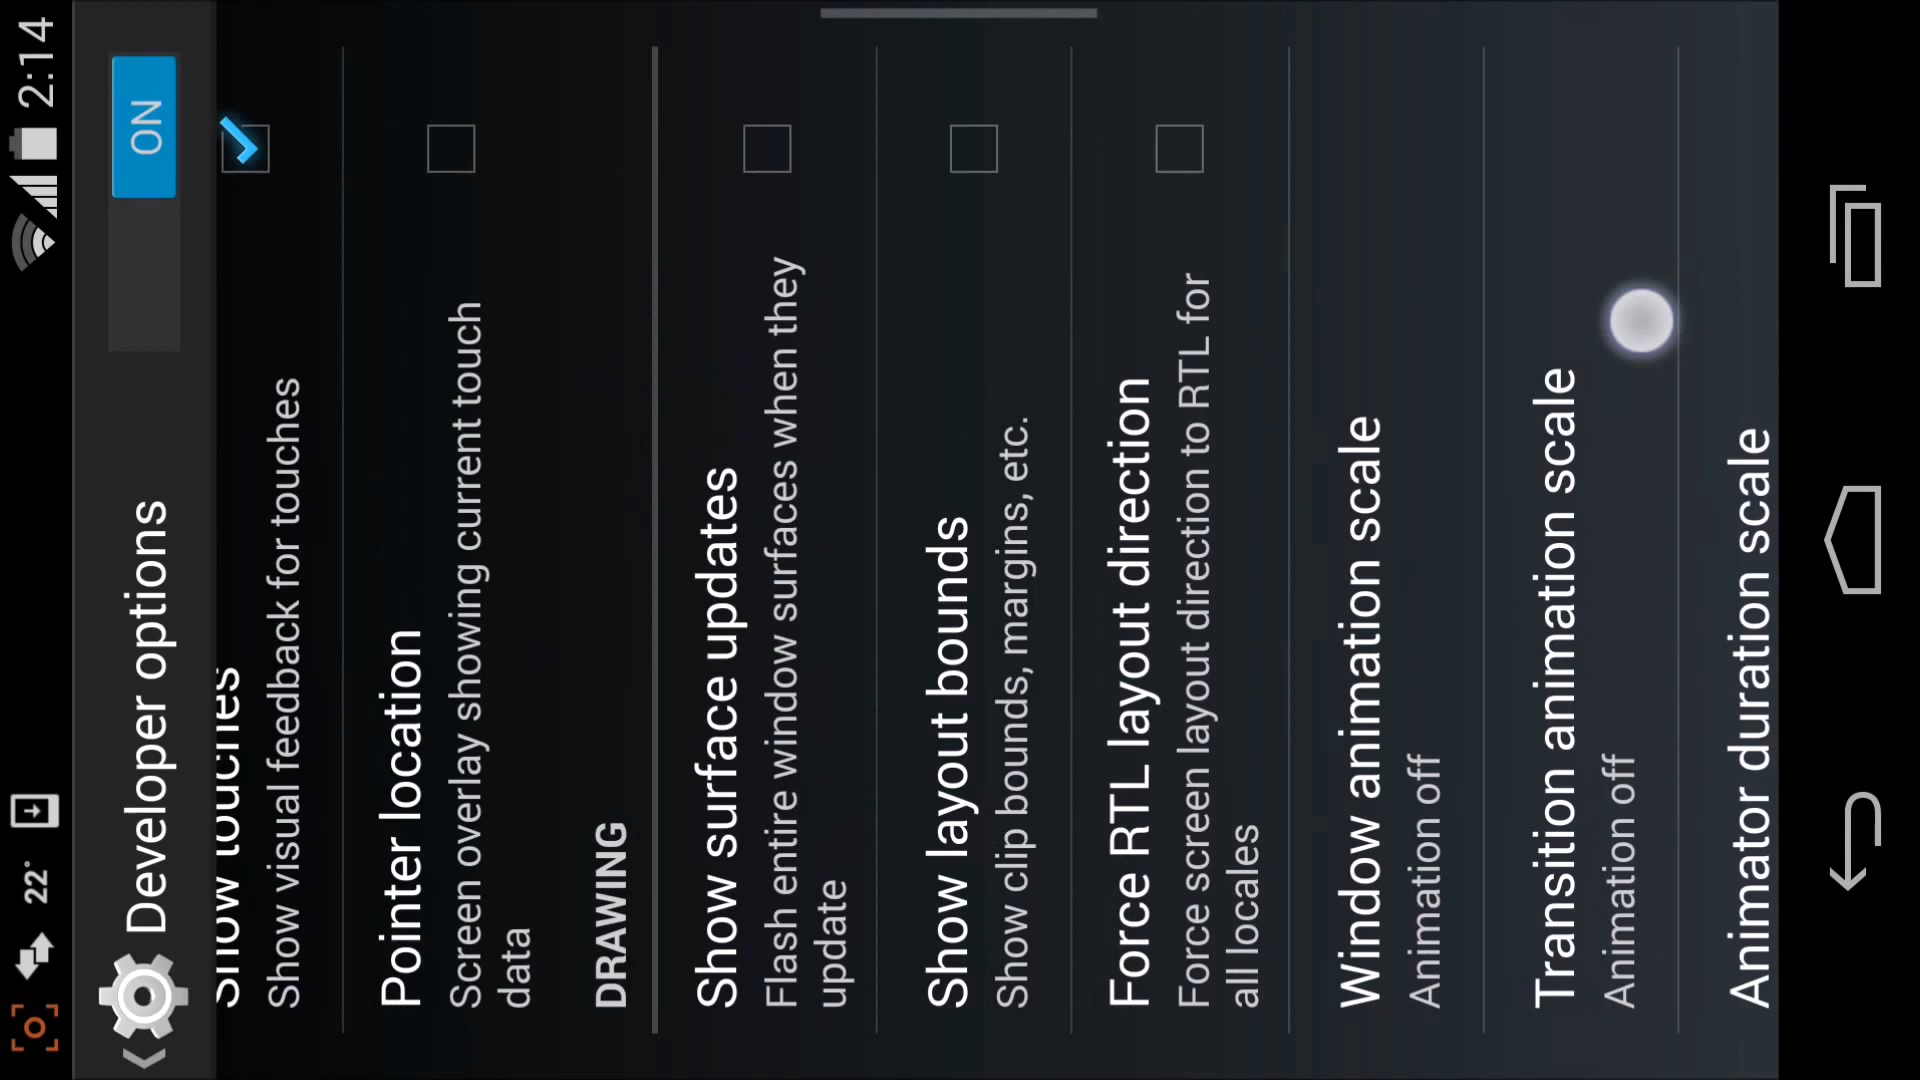 22°
2:14
Developer options
ON
Show touches
Show visual feedback for touches
Pointer location
Screen overlay showing current touch
data
DRAWING
Show surface updates
Flash entire window surfaces when they
update
Show layout bounds
Show clip bounds, margins, etc.
Force RTL layout direction
Force screen layout direction to RTL for
all locales
Window animation scale
Animation off
Transition animation scale
Animation off
Animator duration scale